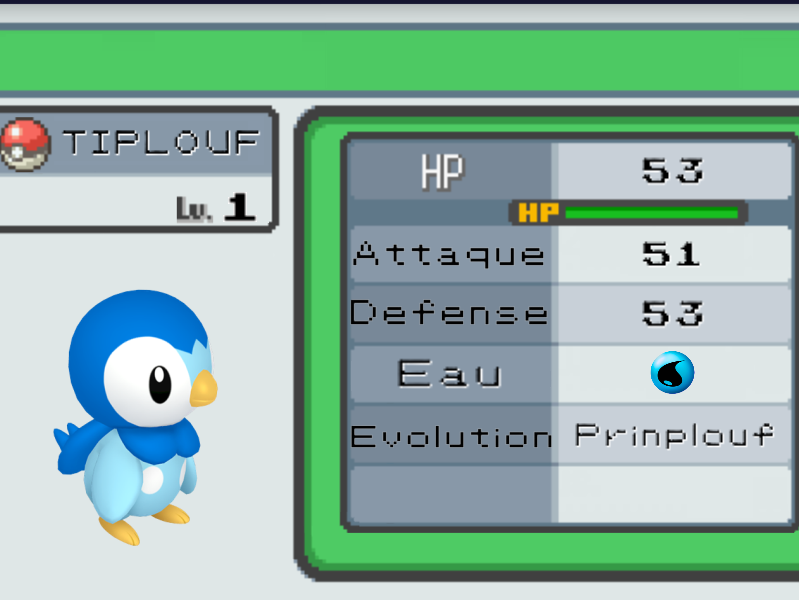 TIPLOUF
Lv. 1
HP 53
HP
Attaque 51
Defense 53
Eau
Evolution Prinplouf